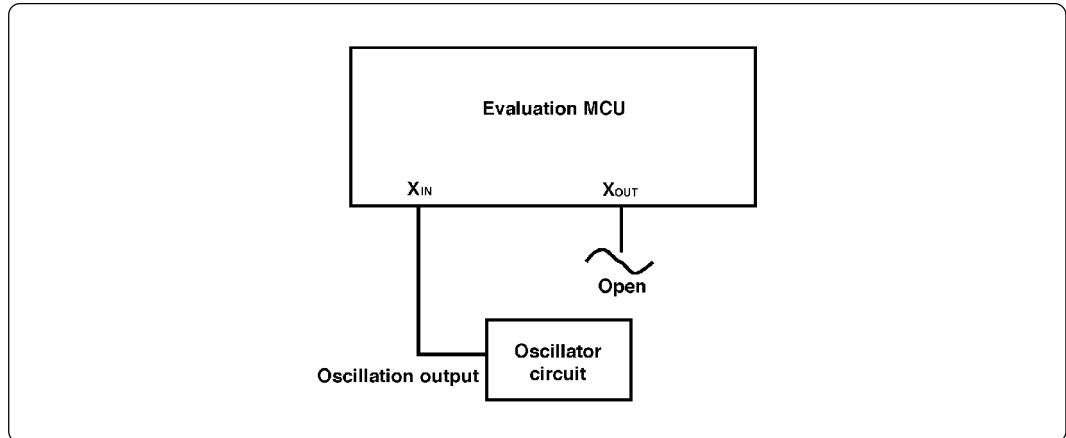 Evaluation MCU
XIN
XOUT
Open
Oscillator
circuit
Oscillation output